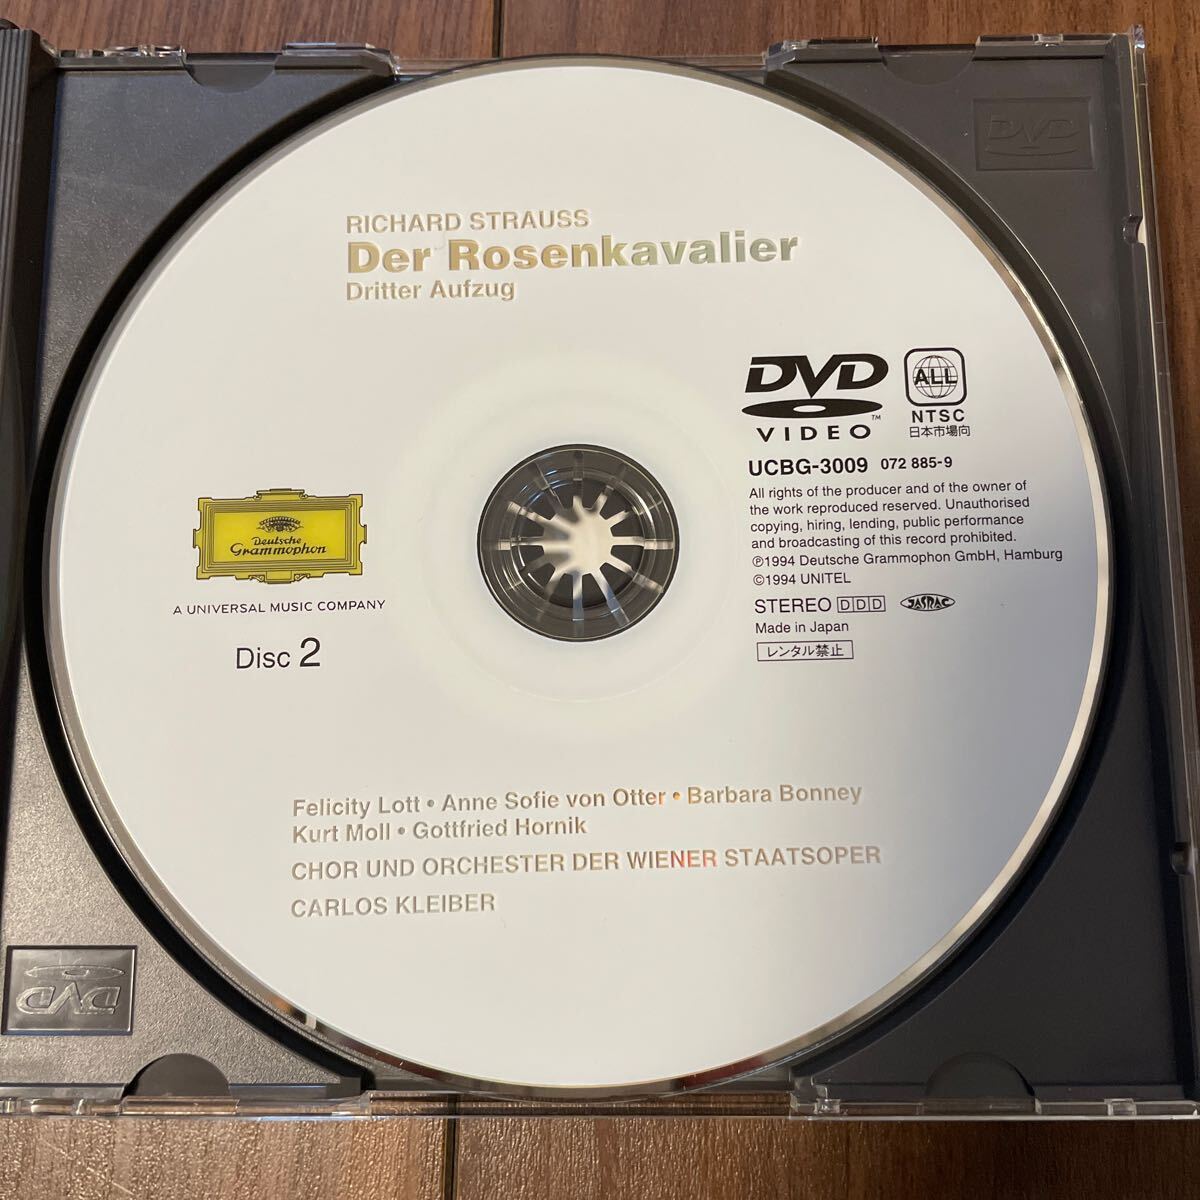 RICHARD STRAUSS
Der Rosenkavalier
Dritter Aufzug
DVD
VIDEO
TM
ALL
NTSC
日本市場向
UCBG-3009 072 885-9
All rights of the producer and of the owner of
the work reproduced reserved. Unauthorised
copying, hiring, lending, public performance
and broadcasting of this record prohibited.
℗1994 Deutsche Grammophon GmbH, Hamburg
©1994 UNITEL
STEREO DDD JASRAC
Made in Japan
レンタル禁止
Deutsche
Grammophon
A UNIVERSAL MUSIC COMPANY
Disc 2
Felicity Lott • Anne Sofie von Otter • Barbara Bonney
Kurt Moll • Gottfried Hornik
CHOR UND ORCHESTER DER WIENER STAATSOPER
CARLOS KLEIBER
DVD
DVD